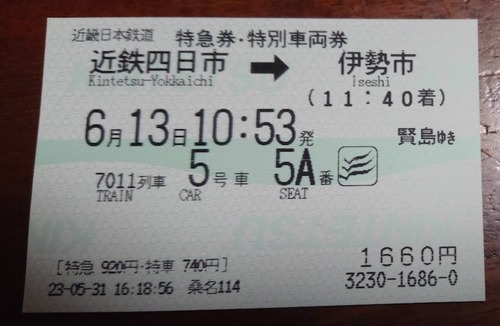 近畿日本鉄道 特急券・特別車両券
近鉄四日市 ➡ 伊勢市
Kintetsu-Yokkaichi Iseshi
(11:40着)
6月13日10:53発 賢島ゆき
7011列車 5号車 5A番
TRAIN CAR SEAT
[特急 920円・特車 740円] 1660円
23-05-31 16:18:56 桑名114 3230-1686-0